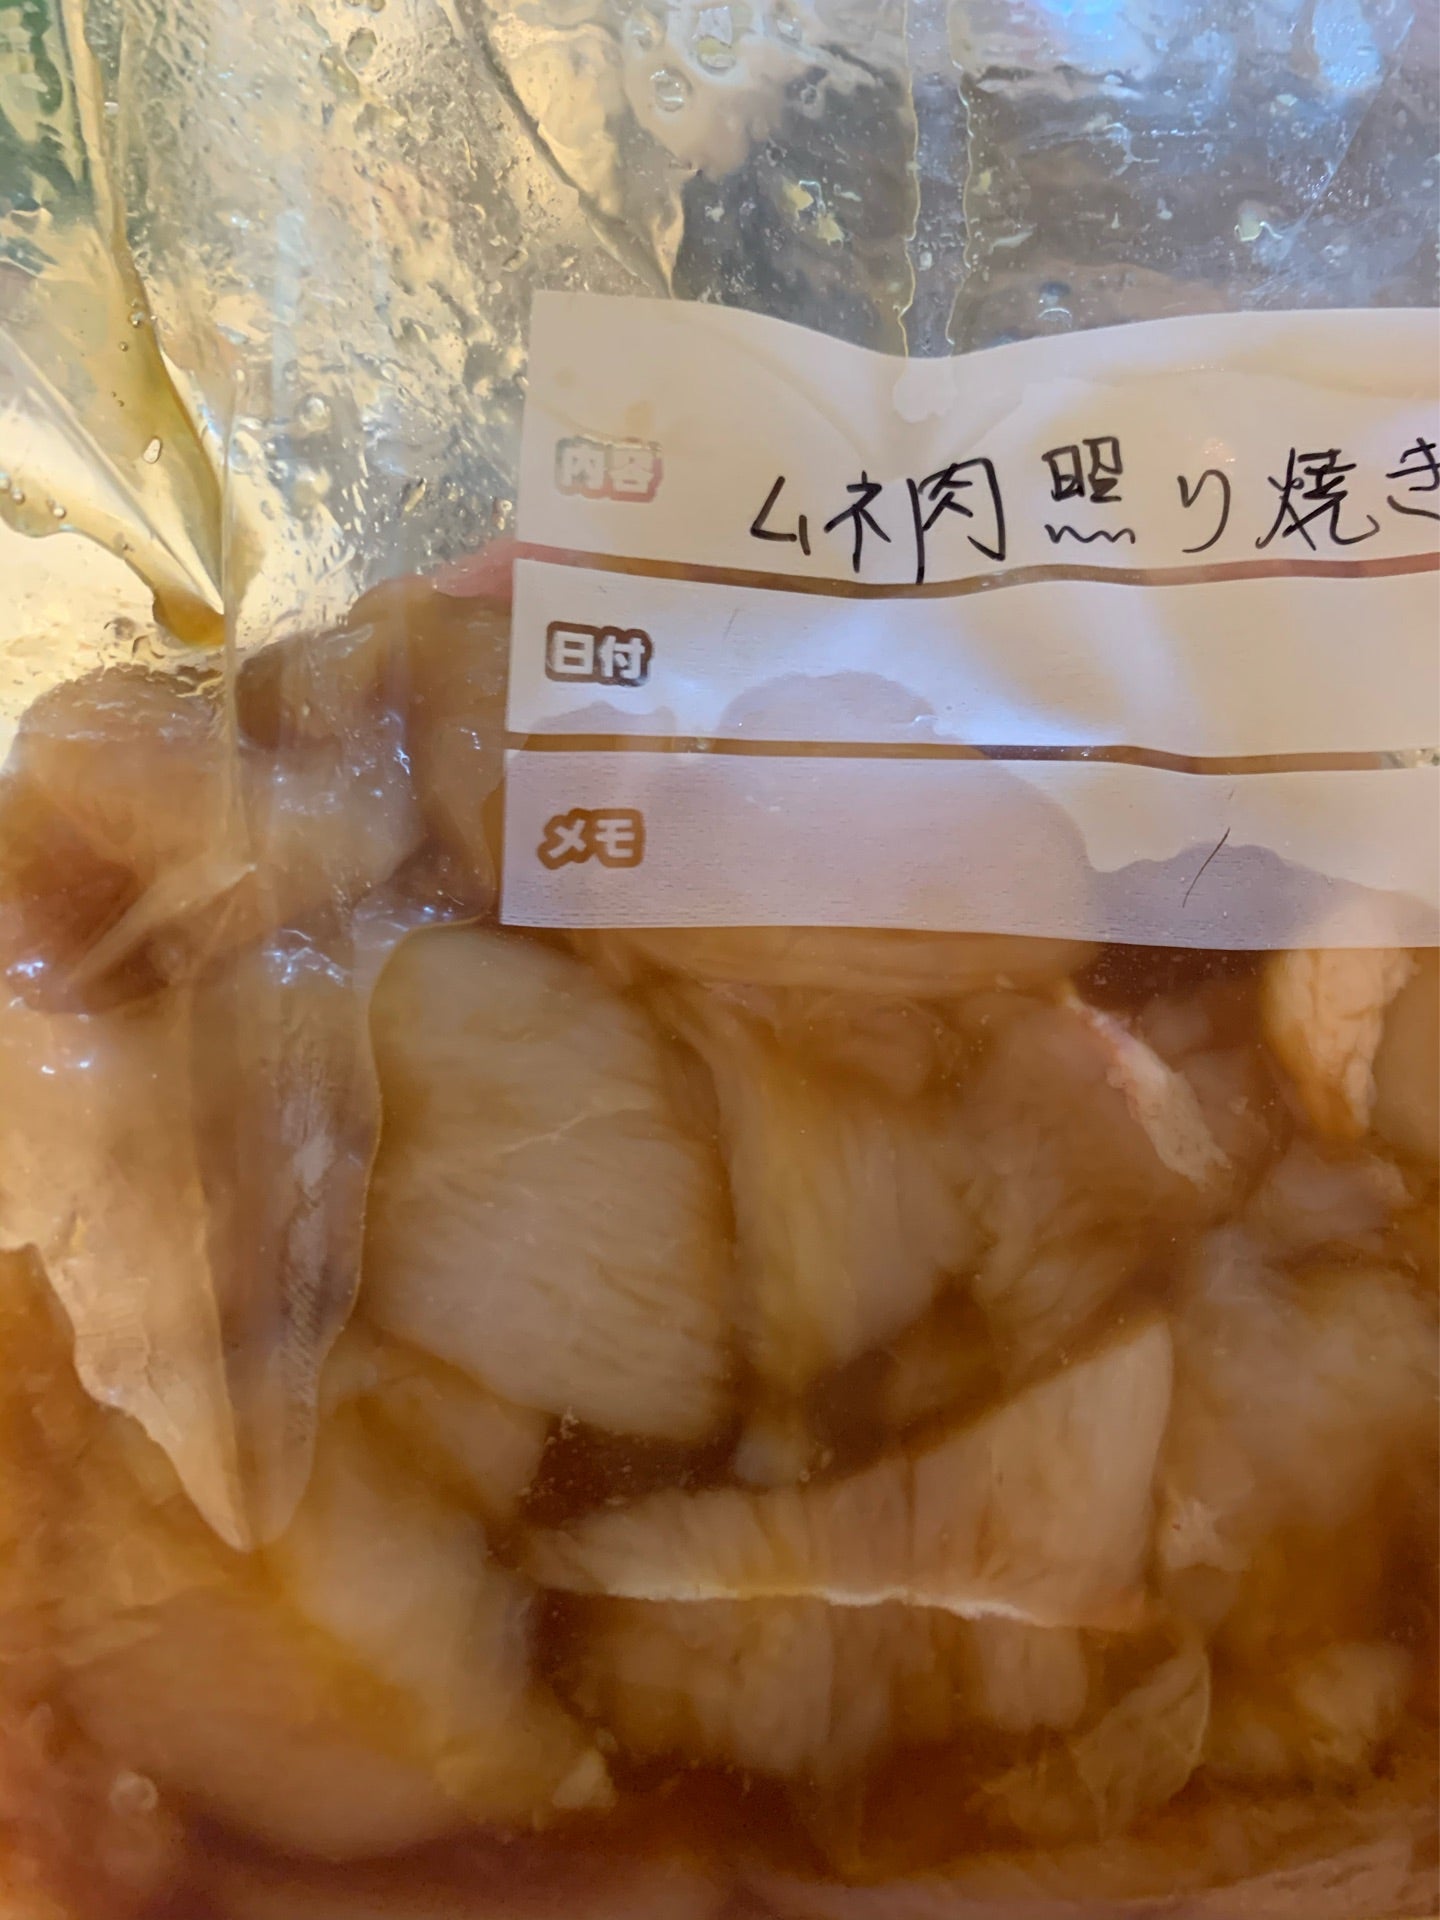 内容 ムネ肉照り焼き
日付
メモ